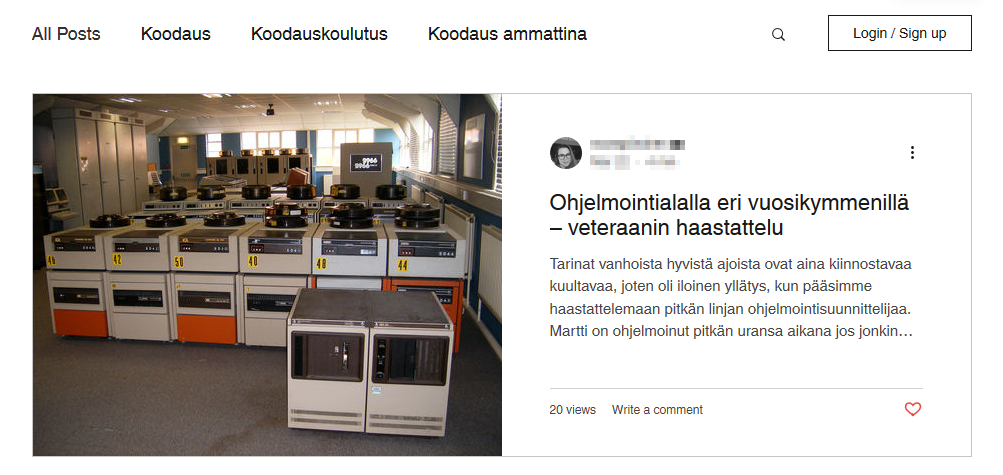 All Posts Koodaus Koodauskoulutus Koodaus ammattina Login / Sign up
2966
2966
46 42 50 40 48 44
Ohjelmointialalla eri vuosikymmenillä
– veteraanin haastattelu
Tarinat vanhoista hyvistä ajoista ovat aina kiinnostavaa
kuultavaa, joten oli iloinen yllätys, kun pääsimme
haastattelemaan pitkän linjan ohjelmointisuunnittelijaa.
Martti on ohjelmoinut pitkän uransa aikana jos jonkin…
20 views Write a comment